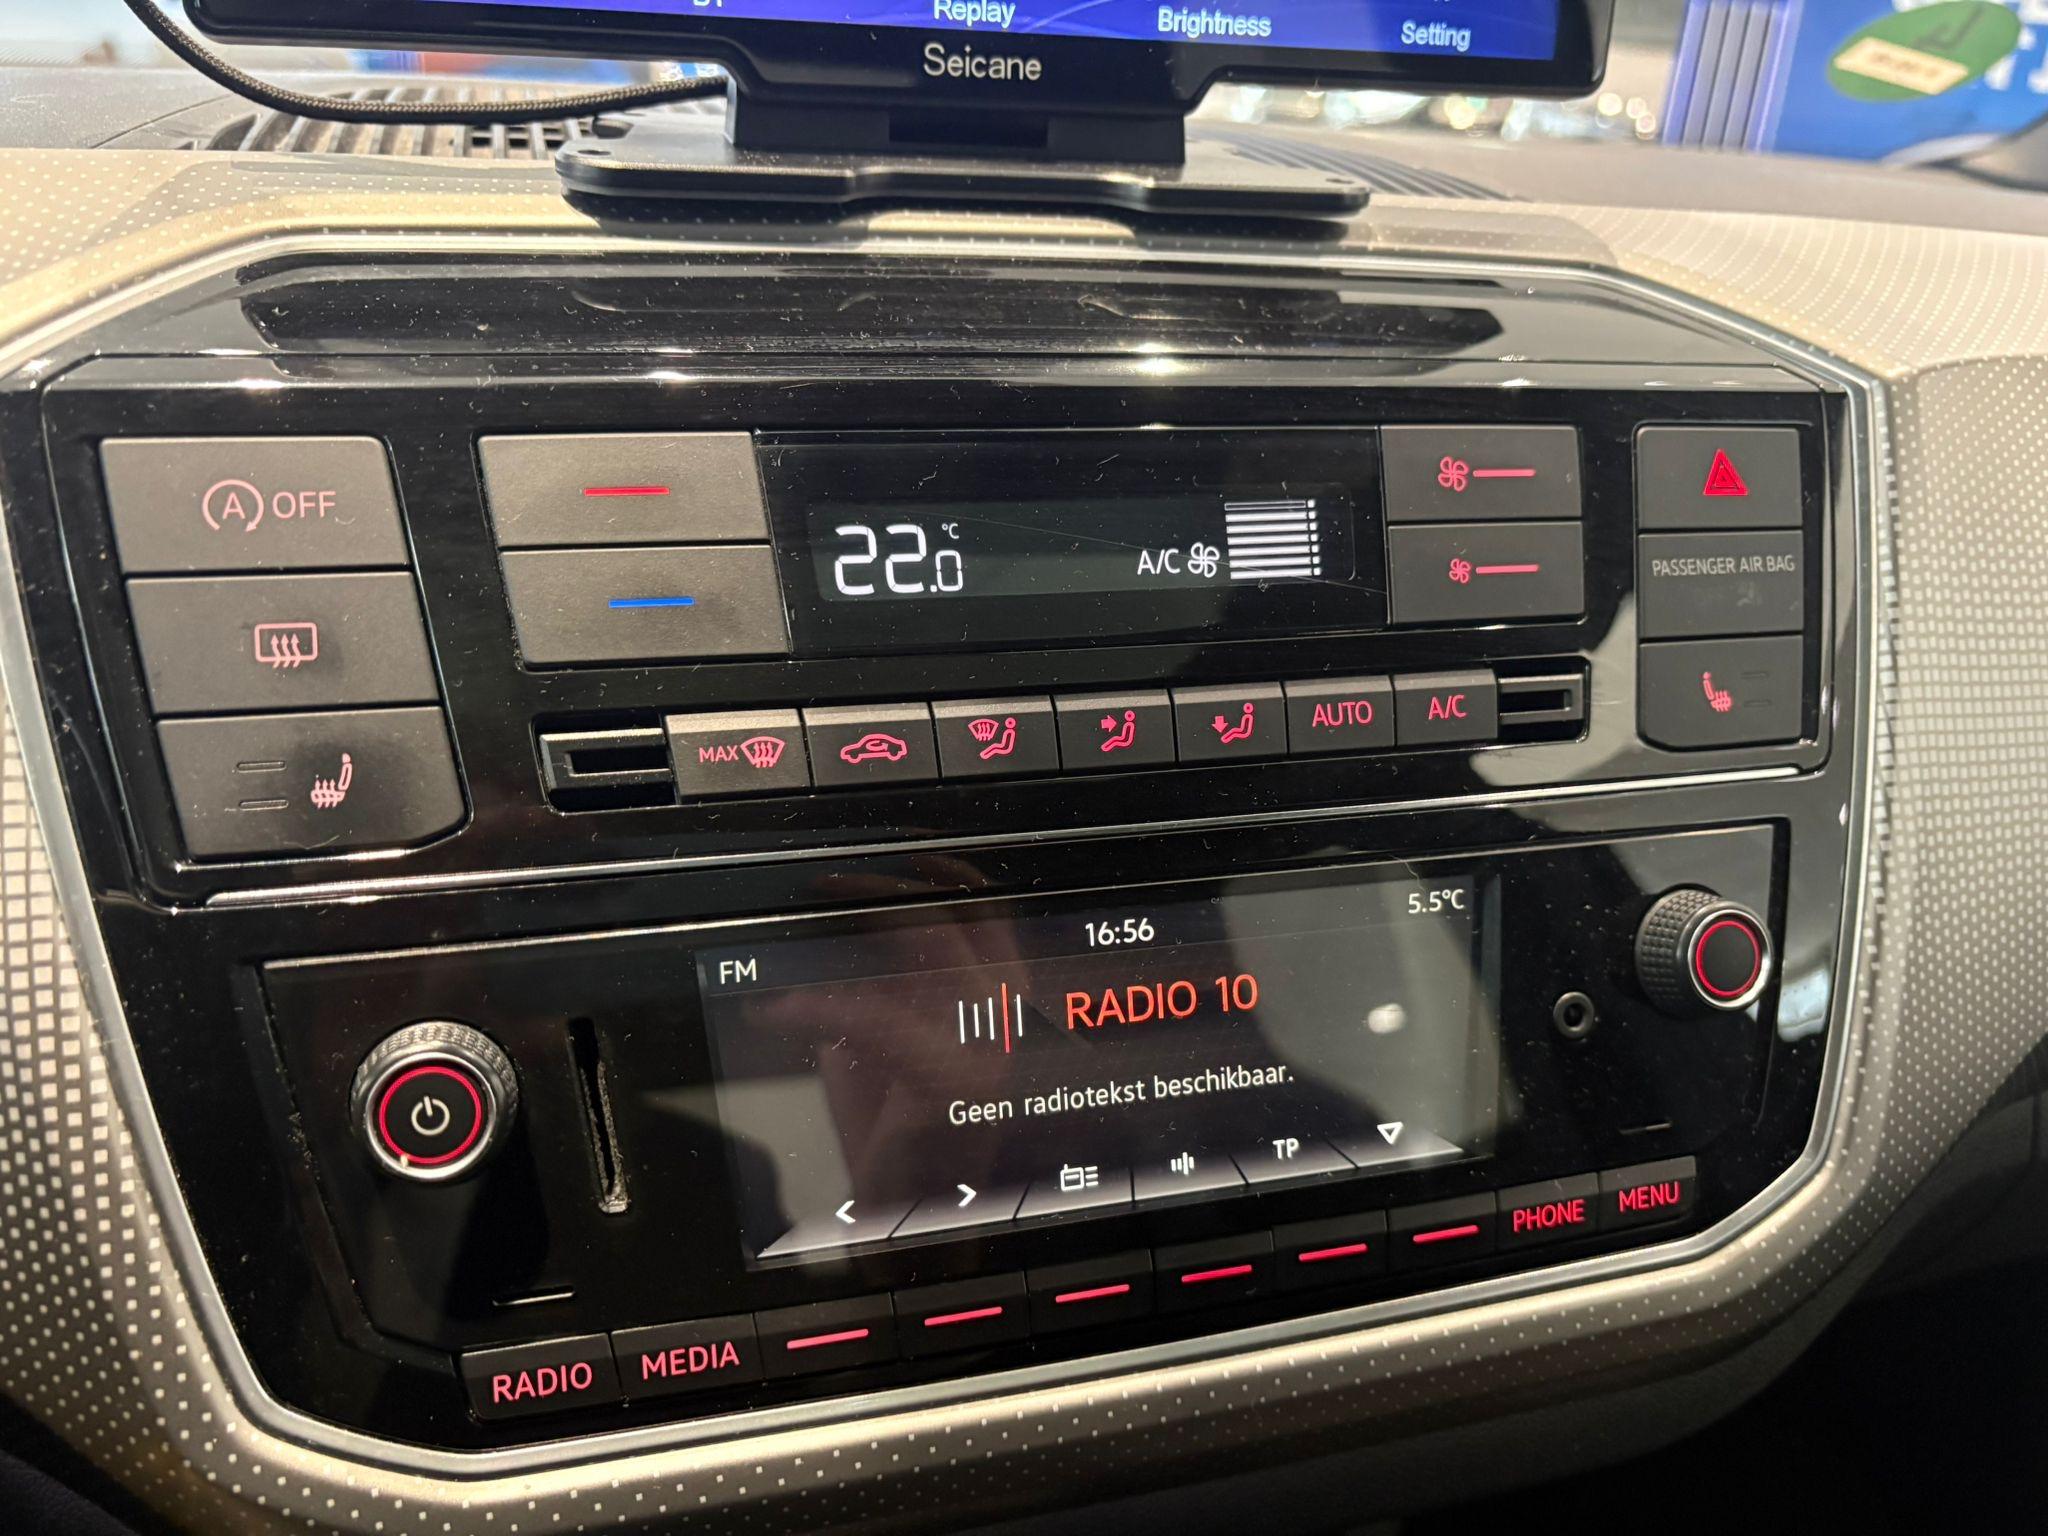 Replay
Brightness
Setting
Seicane
A OFF
22.0 °C
A/C
PASSENGER AIR BAG
MAX
AUTO
A/C
5.5°C
16:56
FM
RADIO 10
Geen radiotekst beschikbaar.
< > TP
RADIO MEDIA PHONE MENU